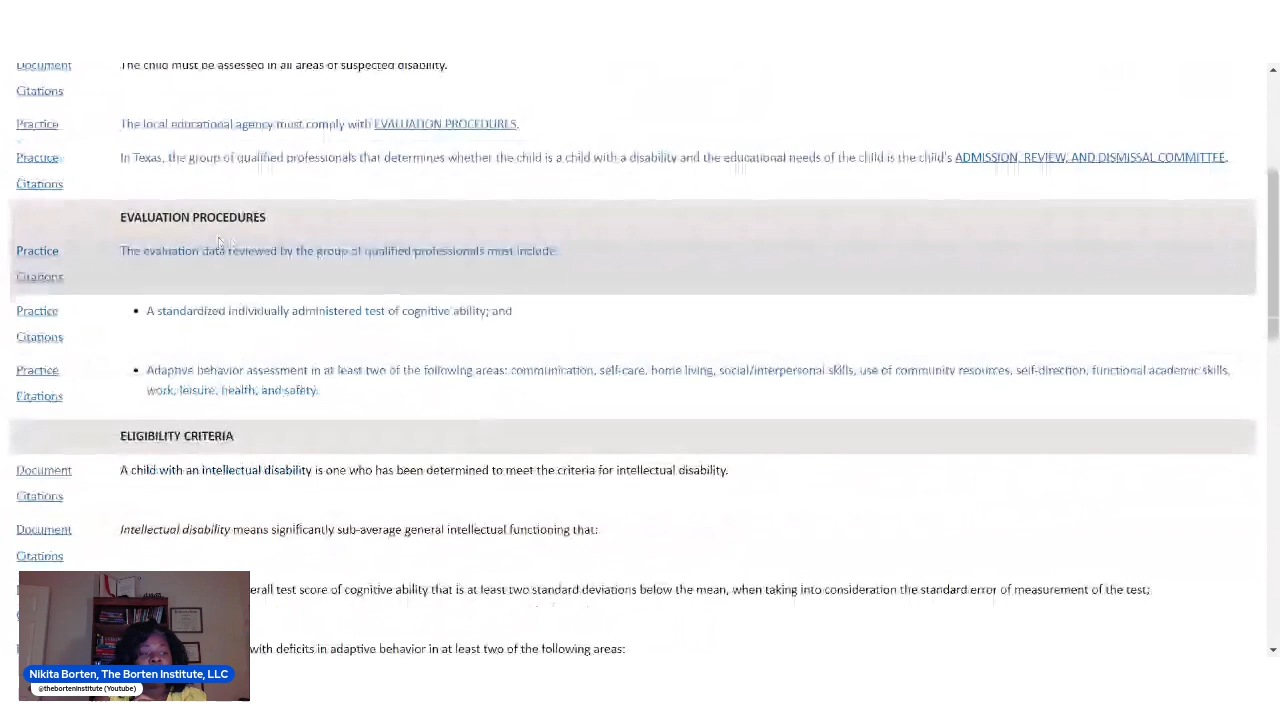 Document The child must be assessed in all areas of suspected disability.
Citations
Practice The local educational agency must comply with EVALUATION PROCEDURES.
Practice In Texas, the group of qualified professionals that determines whether the child is a child with a disability and the educational needs of the child is the child's ADMISSION, REVIEW, AND DISMISSAL COMMITTEE.
Citations
EVALUATION PROCEDURES
Practice The evaluation data reviewed by the group of qualified professionals must include:
Citations
Practice • A standardized individually administered test of cognitive ability; and
Citations
Practice • Adaptive behavior assessment in at least two of the following areas: communication, self-care, home living, social/interpersonal skills, use of community resources, self-direction, functional academic skills,
work, leisure, health, and safety.
Citations
ELIGIBILITY CRITERIA
Document A child with an intellectual disability is one who has been determined to meet the criteria for intellectual disability.
Citations
Document Intellectual disability means significantly sub-average general intellectual functioning that:
Citations
erall test score of cognitive ability that is at least two standard deviations below the mean, when taking into consideration the standard error of measurement of the test;
with deficits in adaptive behavior in at least two of the following areas:
Nikita Borten, The Borten Institute, LLC
@theborteninstitute (Youtube)